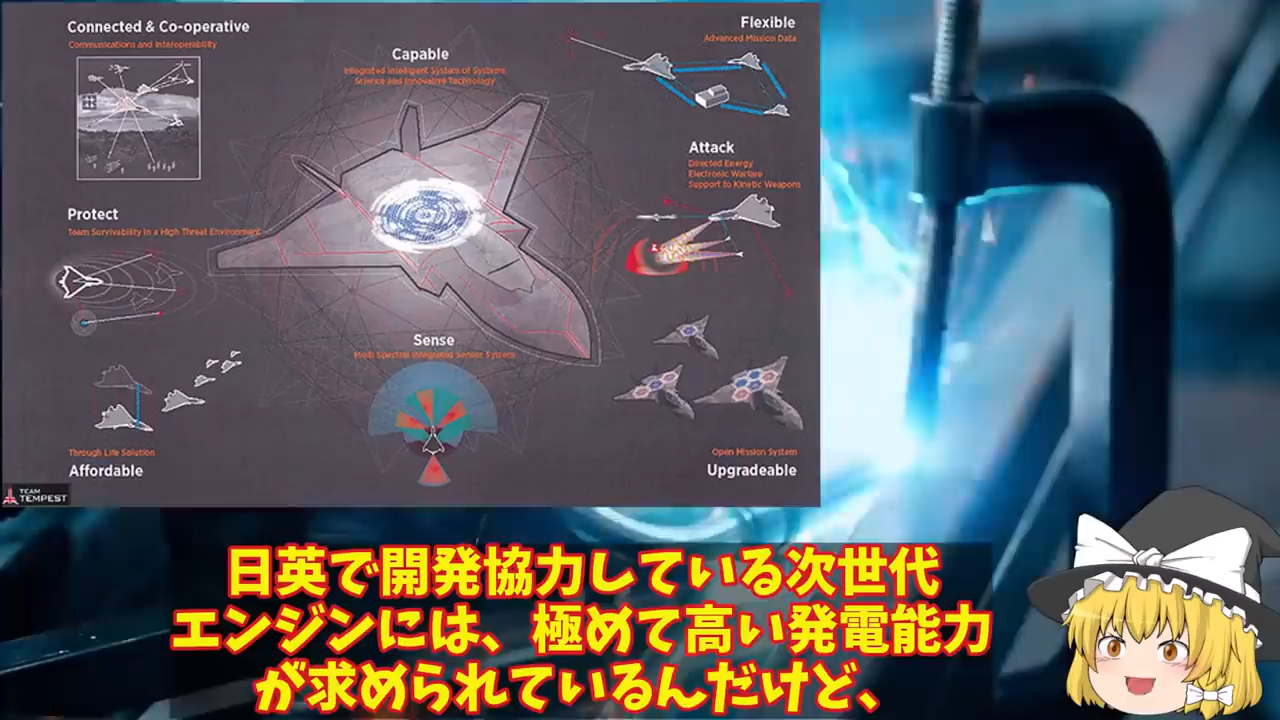 Connected & Co-operative
Communications and Interoperability
Capable
Integrated Intelligent System of Systems
Science and Innovative Technology
Flexible
Advanced Mission Data
Attack
Directed Energy
Electronic Warfare
Support to Kinetic Weapons
Protect
Team Survivability in a High Threat Environment
Sense
Multi Spectral Integrated Sensor System
Through Life Solution
Affordable
Open Mission System
Upgradeable
TEAM
TEMPEST
日英で開発協力している次世代
エンジンには、極めて高い発電能力
が求められているんだけど、